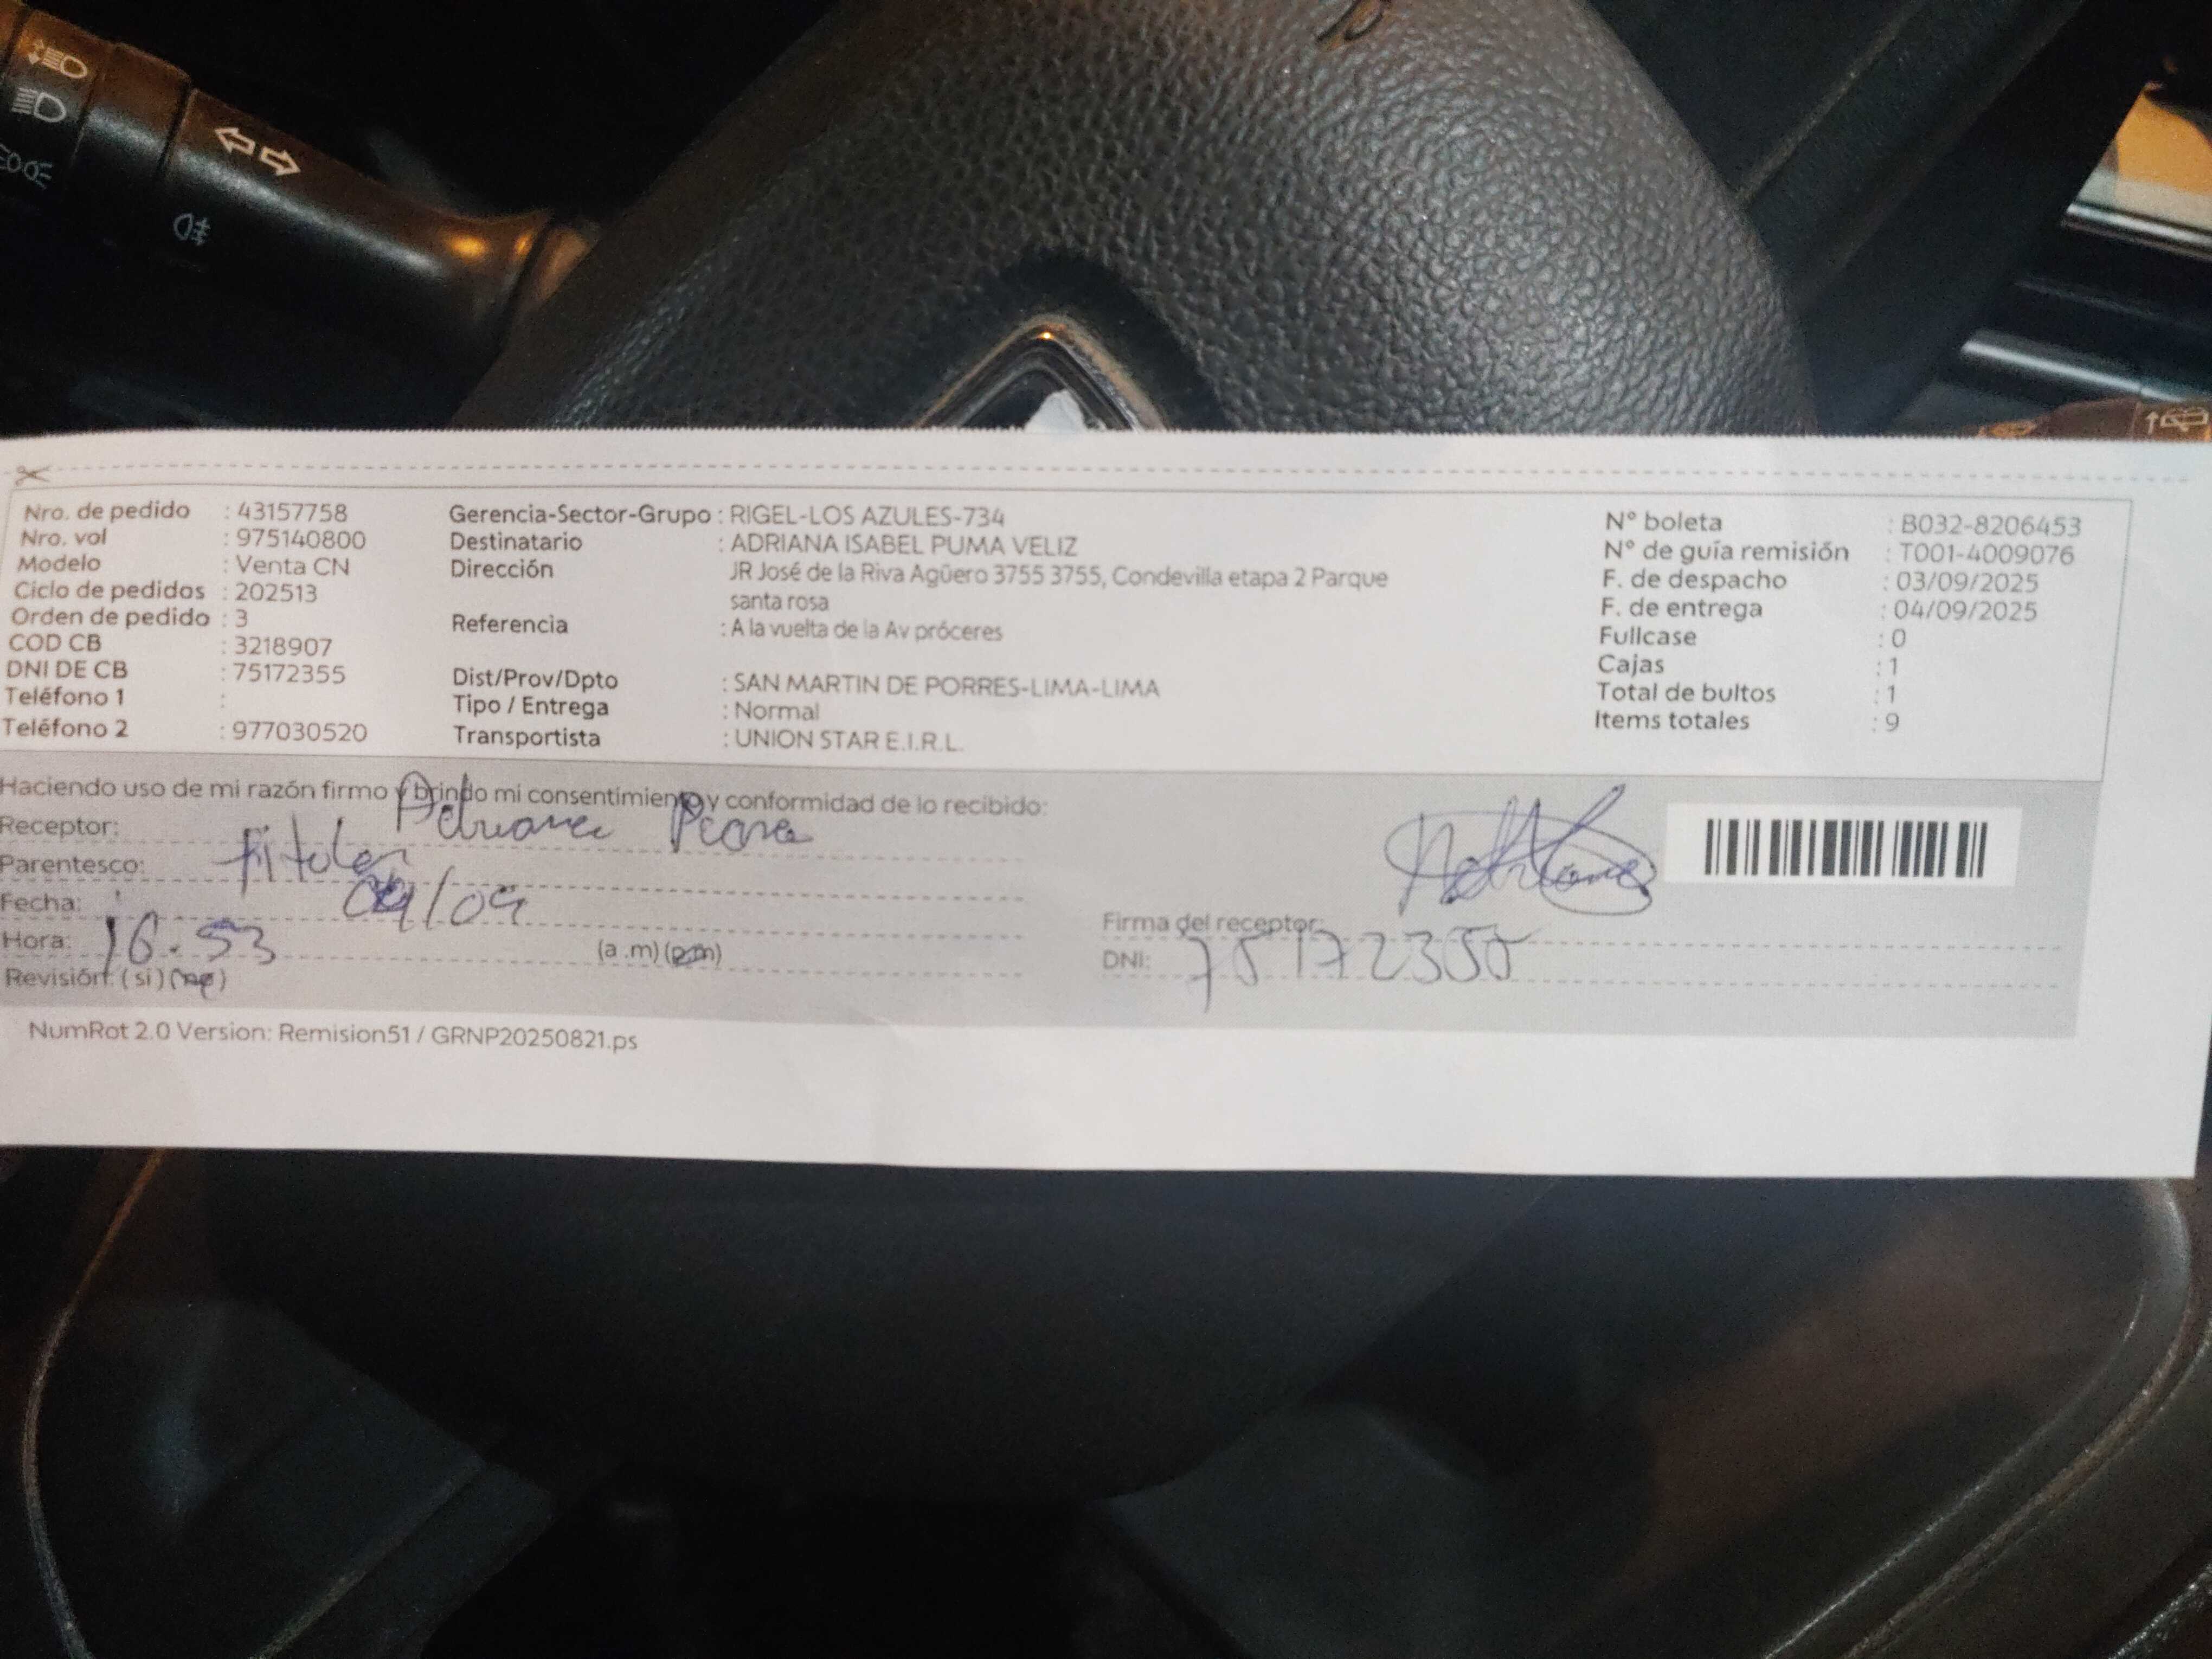 Nro. de pedido : 43157758
Nro. vol : 975140800
Modelo : Venta CN
Ciclo de pedidos : 202513
Orden de pedido : 3
COD CB : 3218907
DNI DE CB : 75172355
Teléfono 1 :
Teléfono 2 : 977030520
Gerencia-Sector-Grupo : RIGEL-LOS AZULES-734
Destinatario : ADRIANA ISABEL PUMA VELIZ
Dirección JR José de la Riva Agüero 3755 3755, Condevilla etapa 2 Parque
santa rosa
Referencia : A la vuelta de la Av próceres
Dist/Prov/Dpto : SAN MARTIN DE PORRES-LIMA-LIMA
Tipo / Entrega : Normal
Transportista : UNION STAR E.I.R.L.
N° boleta : B032-8206453
N° de guía remisión : T001-4009076
F. de despacho : 03/09/2025
F. de entrega : 04/09/2025
Fullcase : 0
Cajas : 1
Total de bultos : 1
Items totales : 9
Haciendo uso de mi razón firmo y brindo mi consentimiento y conformidad de lo recibido:
Receptor: Adriana
Parentesco: titular
Fecha: 04/09
Hora: 16.53 (a .m) (p.m)
Revisión: ( si ) (no)
Firma del receptor:
DNI: 75172355
NumRot 2.0 Version: Remision51 / GRNP20250821.ps